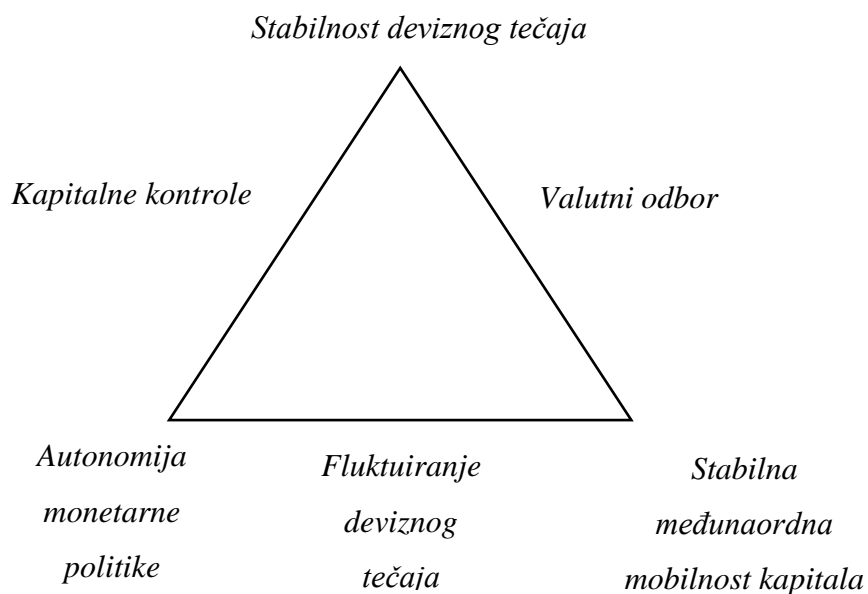 Stabilnost deviznog tečaja
Kapitalne kontrole
Valutni odbor
Autonomija
monetarne
politike
Fluktuiranje
deviznog
tečaja
Stabilna
međunaordna
mobilnost kapitala